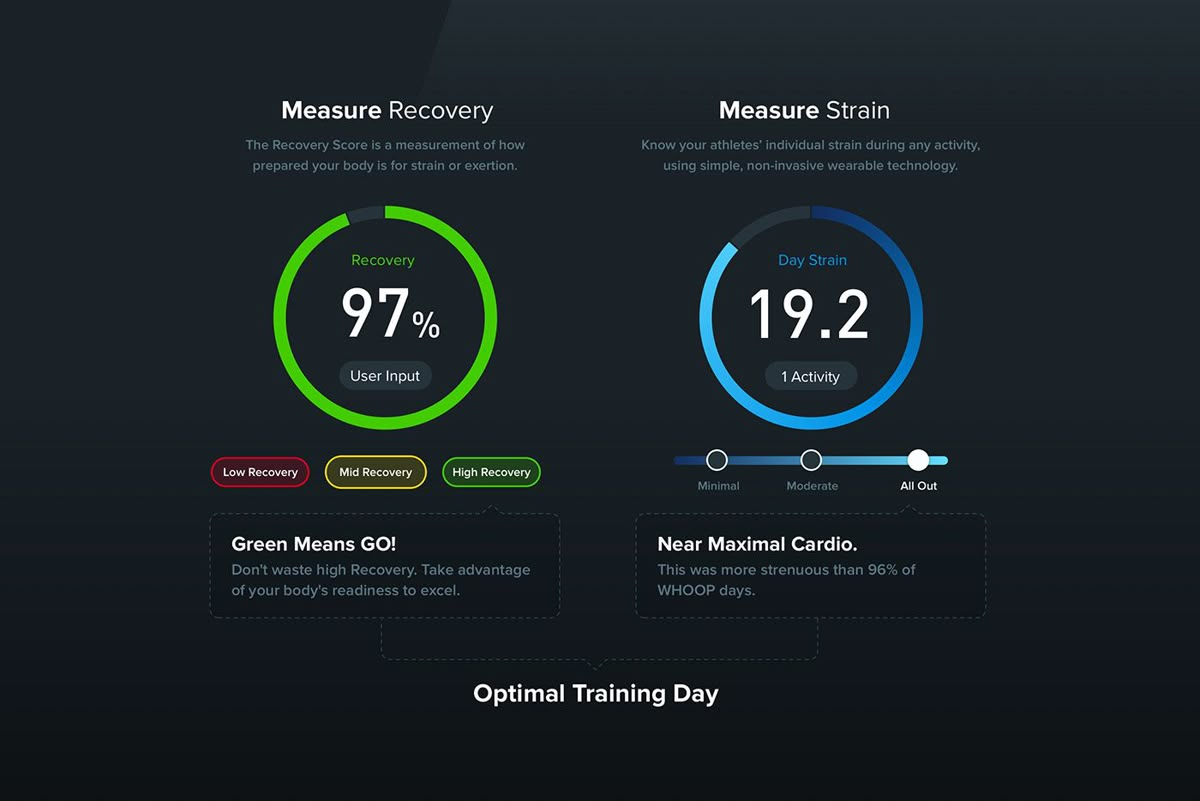 Measure Recovery
The Recovery Score is a measurement of how
prepared your body is for strain or exertion.
Recovery
97%
User Input
Low Recovery
Mid Recovery
High Recovery
Green Means GO!
Don't waste high Recovery. Take advantage
of your body's readiness to excel.
Measure Strain
Know your athletes’ individual strain during any activity,
using simple, non-invasive wearable technology.
Day Strain
19.2
1 Activity
Minimal
Moderate
All Out
Near Maximal Cardio.
This was more strenuous than 96% of
WHOOP days.
Optimal Training Day